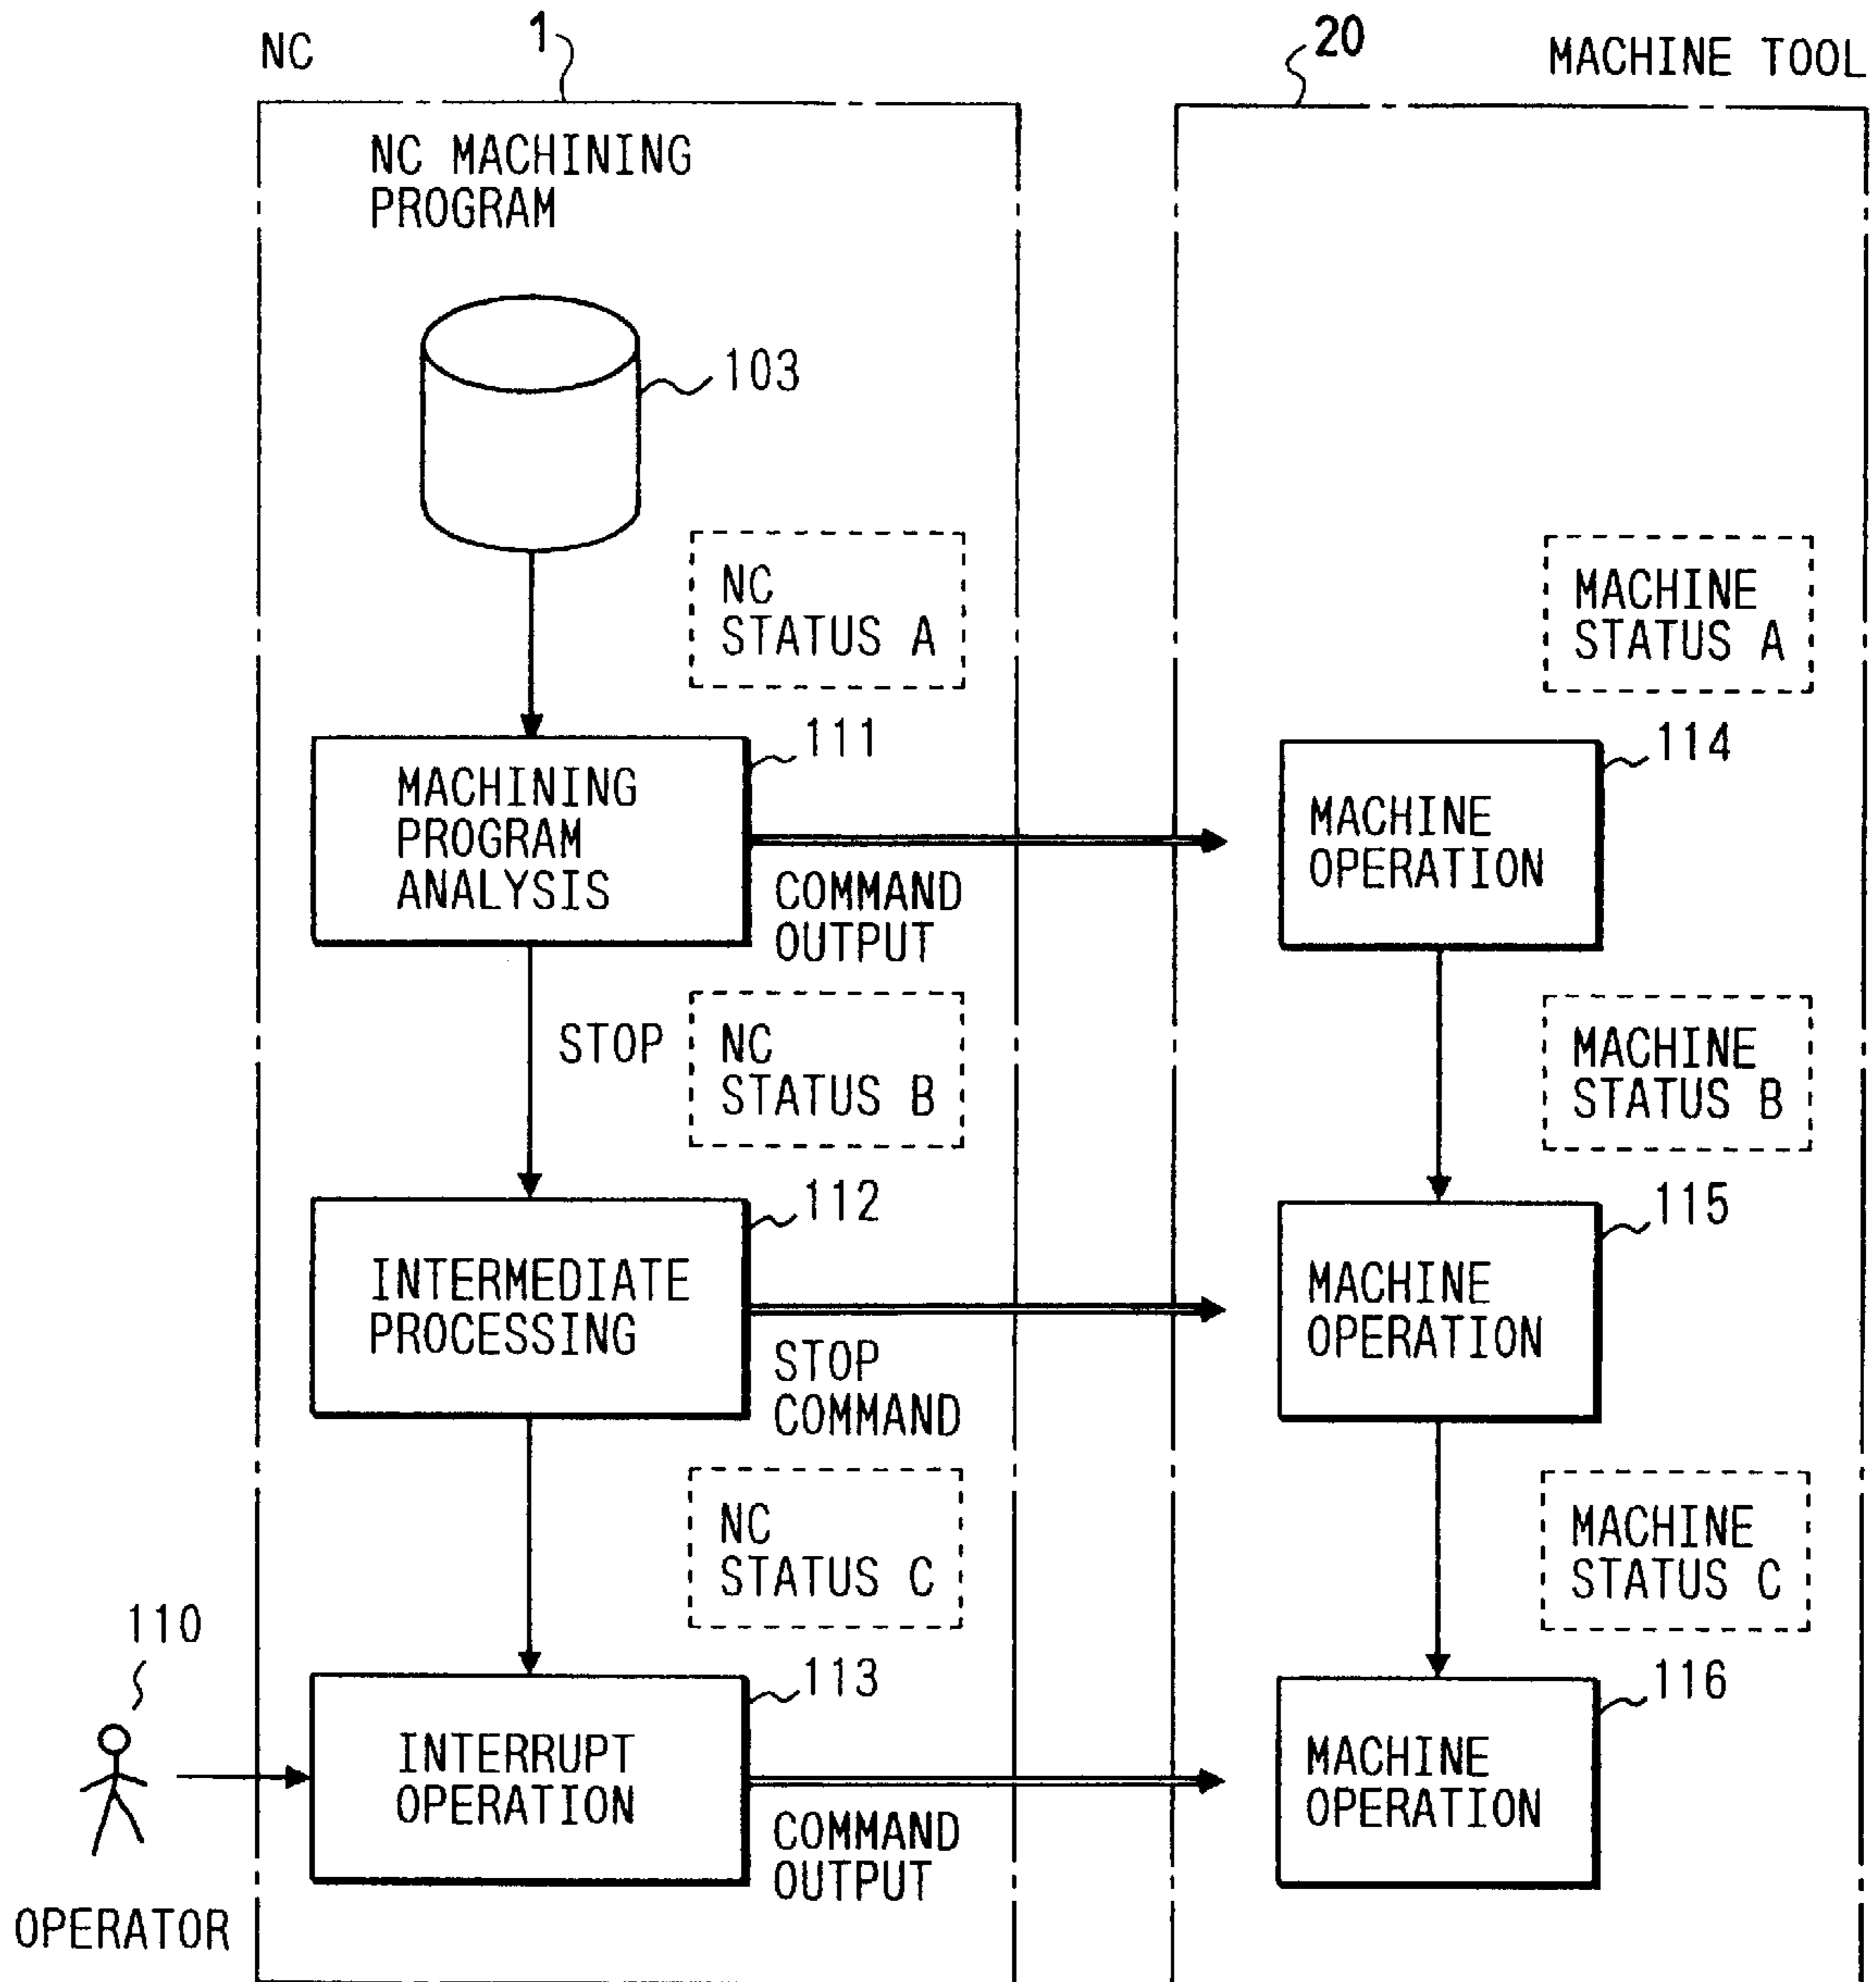 NC
1
20
MACHINE TOOL
NC MACHINING
PROGRAM
103
NC
STATUS A
MACHINE
STATUS A
111
114
MACHINING
PROGRAM
ANALYSIS
MACHINE
OPERATION
COMMAND
OUTPUT
STOP
NC
STATUS B
MACHINE
STATUS B
112
115
INTERMEDIATE
PROCESSING
MACHINE
OPERATION
STOP
COMMAND
NC
STATUS C
MACHINE
STATUS C
110
113
116
INTERRUPT
OPERATION
MACHINE
OPERATION
COMMAND
OUTPUT
OPERATOR